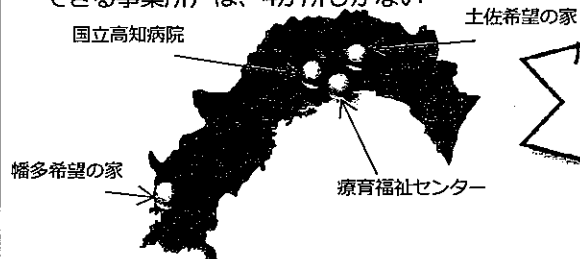 できる事業所）は、4か所しかない
土佐希望の家
国立高知病院
幡多希望の家
療育福祉センター